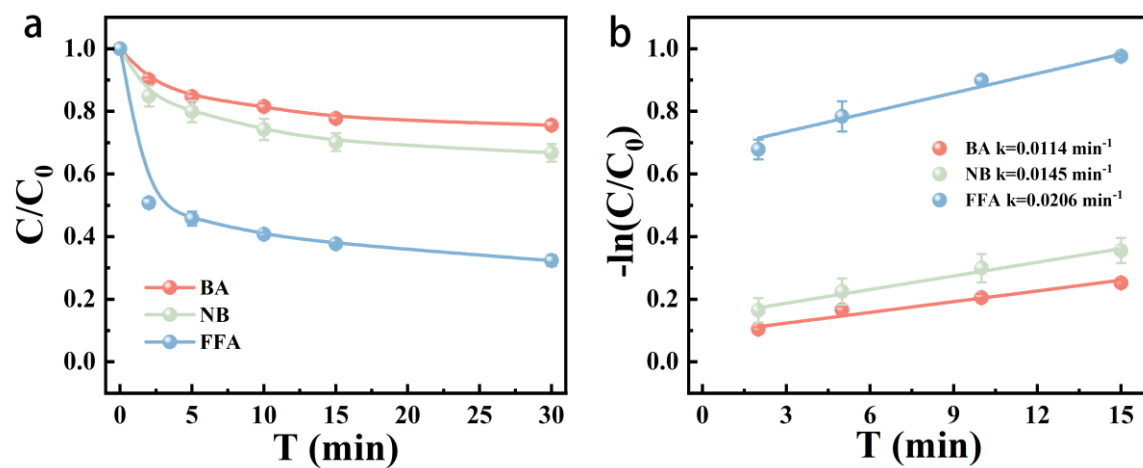 a
1.0
0.8
0.6
0.4
0.2
0.0
C/C₀
BA
NB
FFA
0 5 10 15 20 25 30
T (min)
b
1.0
0.8
0.6
0.4
0.2
0.0
-ln(C/C₀)
BA k=0.0114 min⁻¹
NB k=0.0145 min⁻¹
FFA k=0.0206 min⁻¹
0 3 6 9 12 15
T (min)